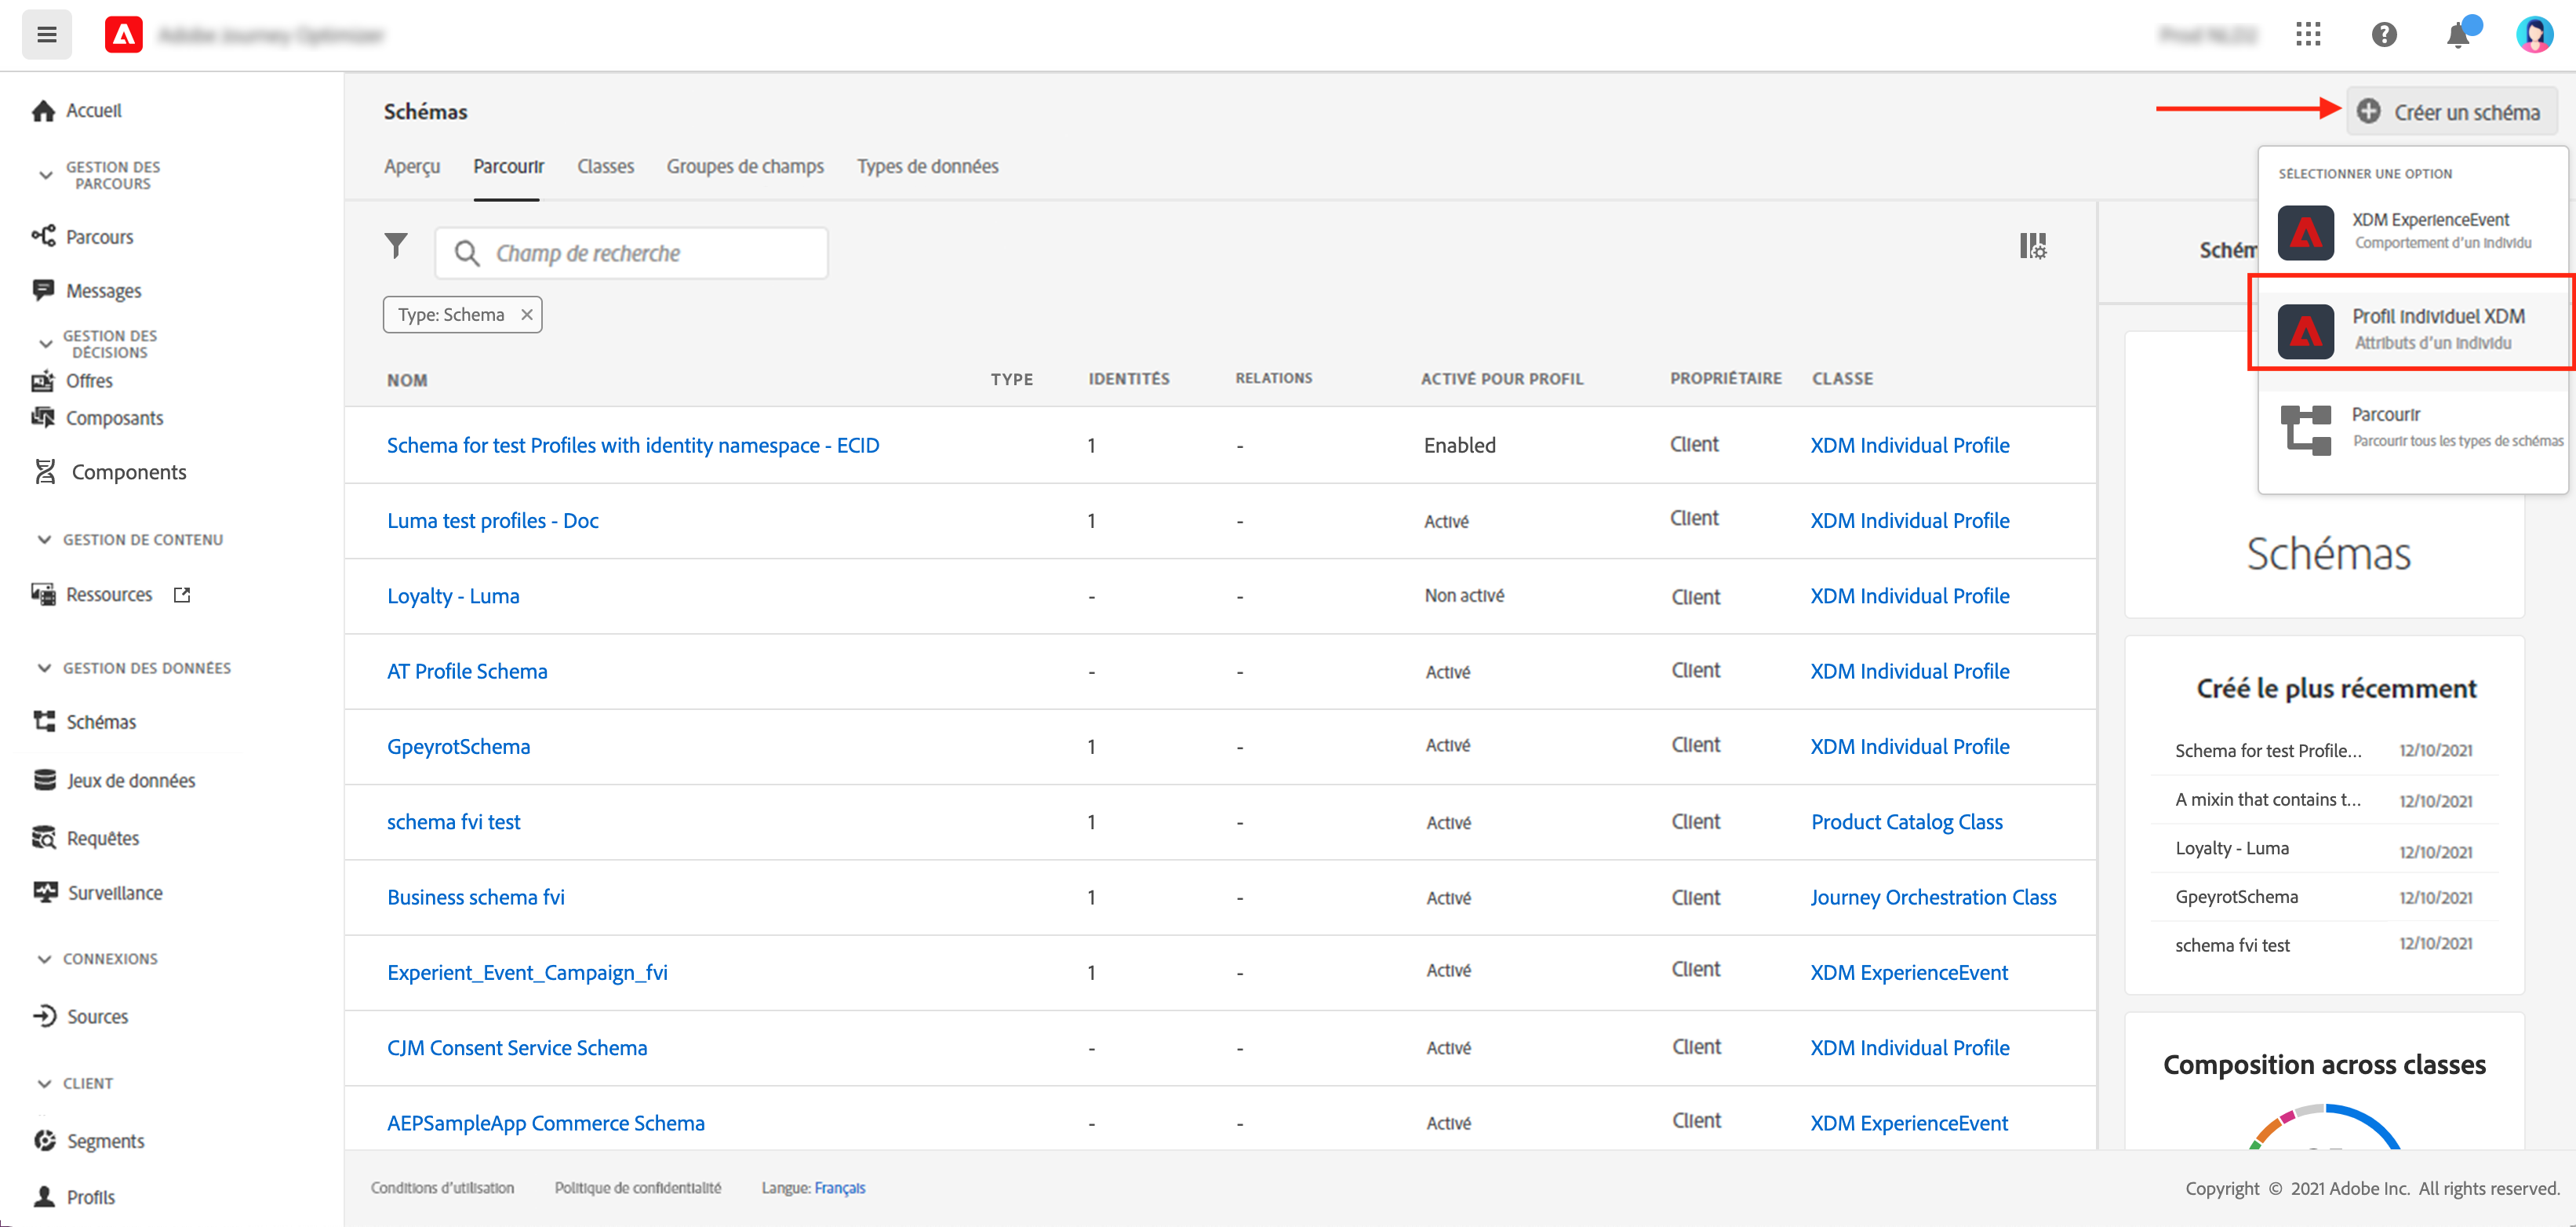 Adobe Journey Optimizer
Accueil
GESTION DES
PARCOURS
Parcours
Messages
GESTION DES
DÉCISIONS
Offres
Composants
Components
GESTION DE CONTENU
Ressources
GESTION DES DONNÉES
Schémas
Jeux de données
Requêtes
Surveillance
CONNEXIONS
Sources
CLIENT
Segments
Profils
Schémas
Créer un schéma
Aperçu Parcourir Classes Groupes de champs Types de données
SÉLECTIONNER UNE OPTION
XDM ExperienceEvent
Comportement d'un individu
Profil individuel XDM
Attributs d'un individu
Parcourir
Parcourir tous les types de schémas
Champ de recherche
Type: Schema ×
NOM TYPE IDENTITÉS RELATIONS ACTIVÉ POUR PROFIL PROPRIÉTAIRE CLASSE
Schema for test Profiles with identity namespace - ECID 1 - Enabled Client XDM Individual Profile
Luma test profiles - Doc 1 - Activé Client XDM Individual Profile
Loyalty - Luma - - Non activé Client XDM Individual Profile
AT Profile Schema - - Activé Client XDM Individual Profile
GpeyrotSchema 1 - Activé Client XDM Individual Profile
schema fvi test 1 - Activé Client Product Catalog Class
Business schema fvi 1 - Activé Client Journey Orchestration Class
Experient_Event_Campaign_fvi 1 - Activé Client XDM ExperienceEvent
CJM Consent Service Schema - - Activé Client XDM Individual Profile
AEPSampleApp Commerce Schema - - Activé Client XDM ExperienceEvent
Schém
Schémas
Créé le plus récemment
Schema for test Profile... 12/10/2021
A mixin that contains t... 12/10/2021
Loyalty - Luma 12/10/2021
GpeyrotSchema 12/10/2021
schema fvi test 12/10/2021
Composition across classes
Conditions d'utilisation Politique de confidentialité Langue: Français
Copyright © 2021 Adobe Inc. All rights reserved.